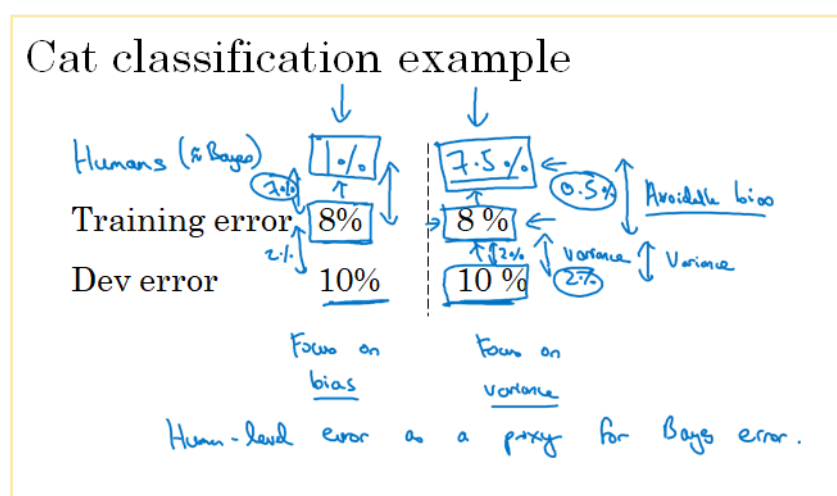 Cat classification example
Humans (≈ Bayes) 1% 7.5%
7% 0.5% Avoidable bias
Training error 8% 8 %
2% 2% Variance Variance
Dev error 10% 10 % 2%
Focus on Focus on
bias variance
Human-level error as a proxy for Bayes error.